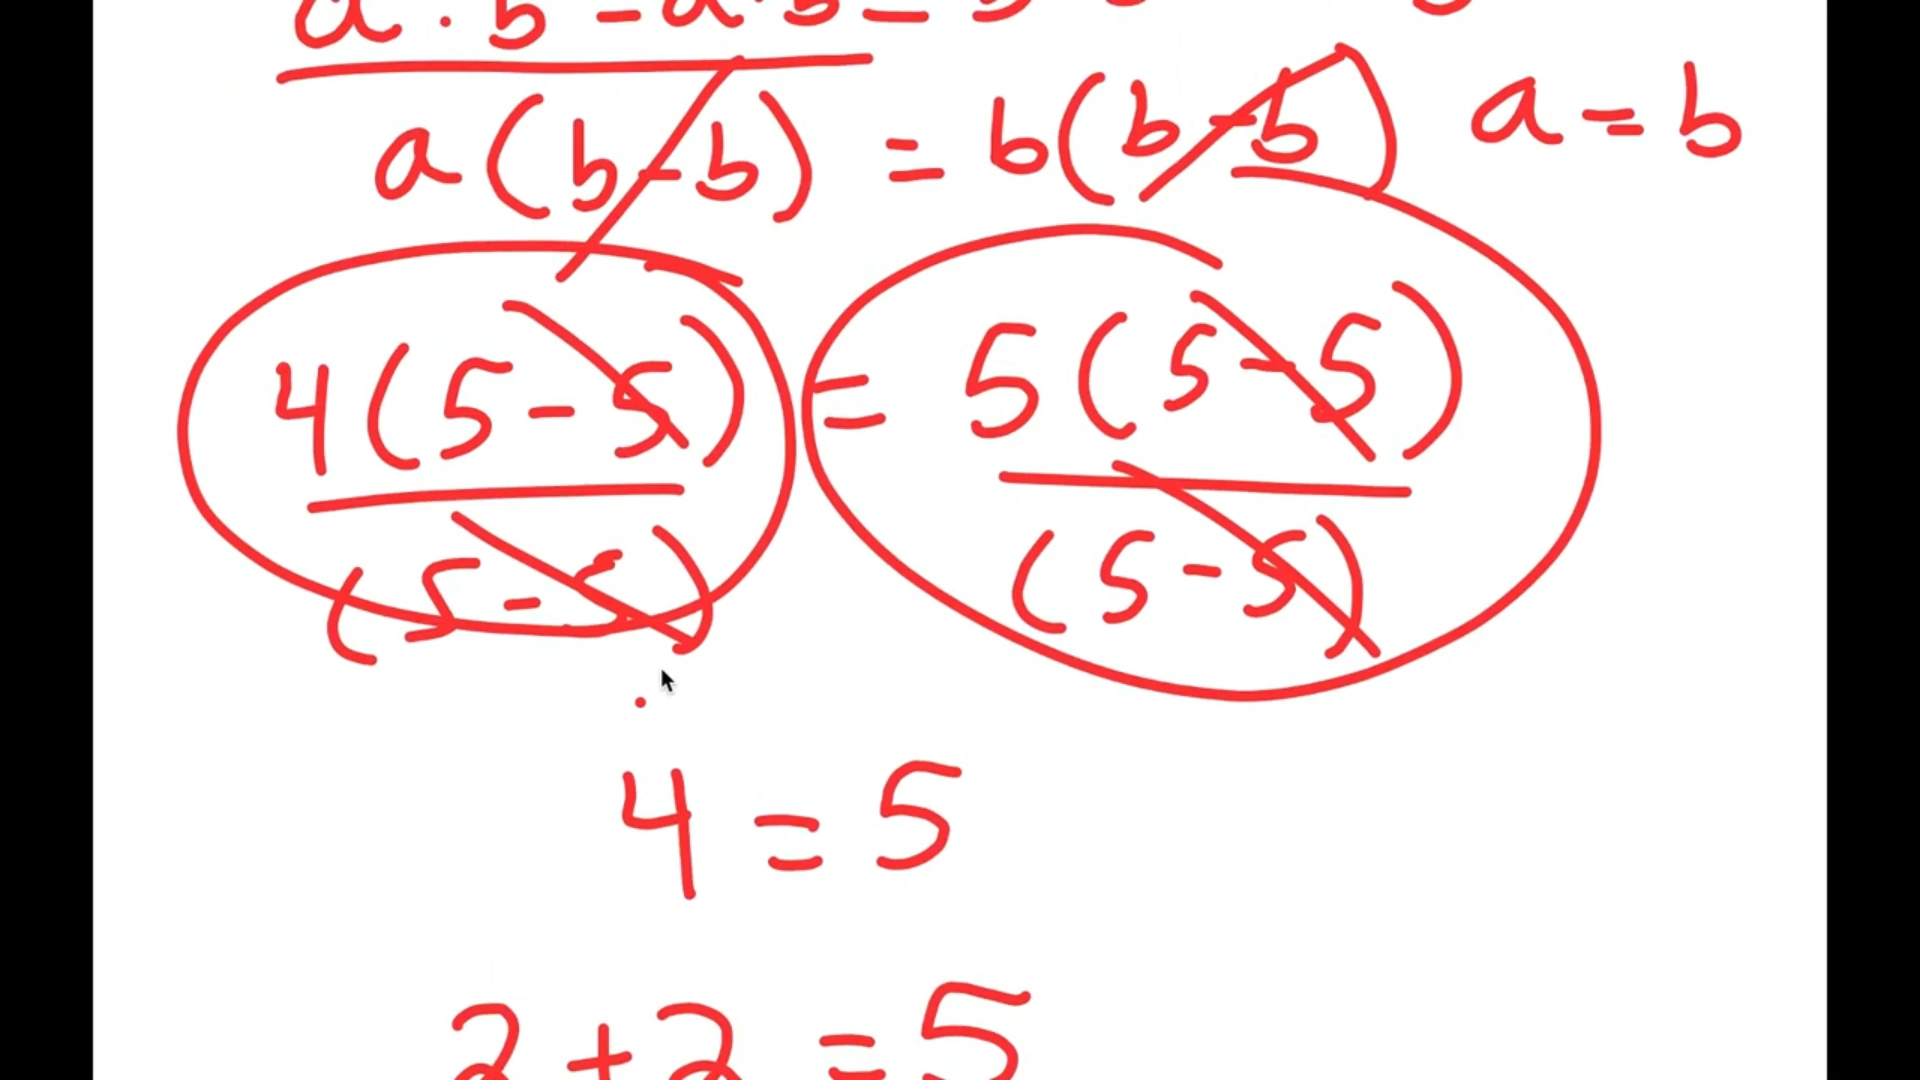 a · b - a · b =
a(b-b) = b(b-b) a = b
4(5-5) = 5(5-5)
(5-5) (5-5)
4 = 5
2+2 = 5